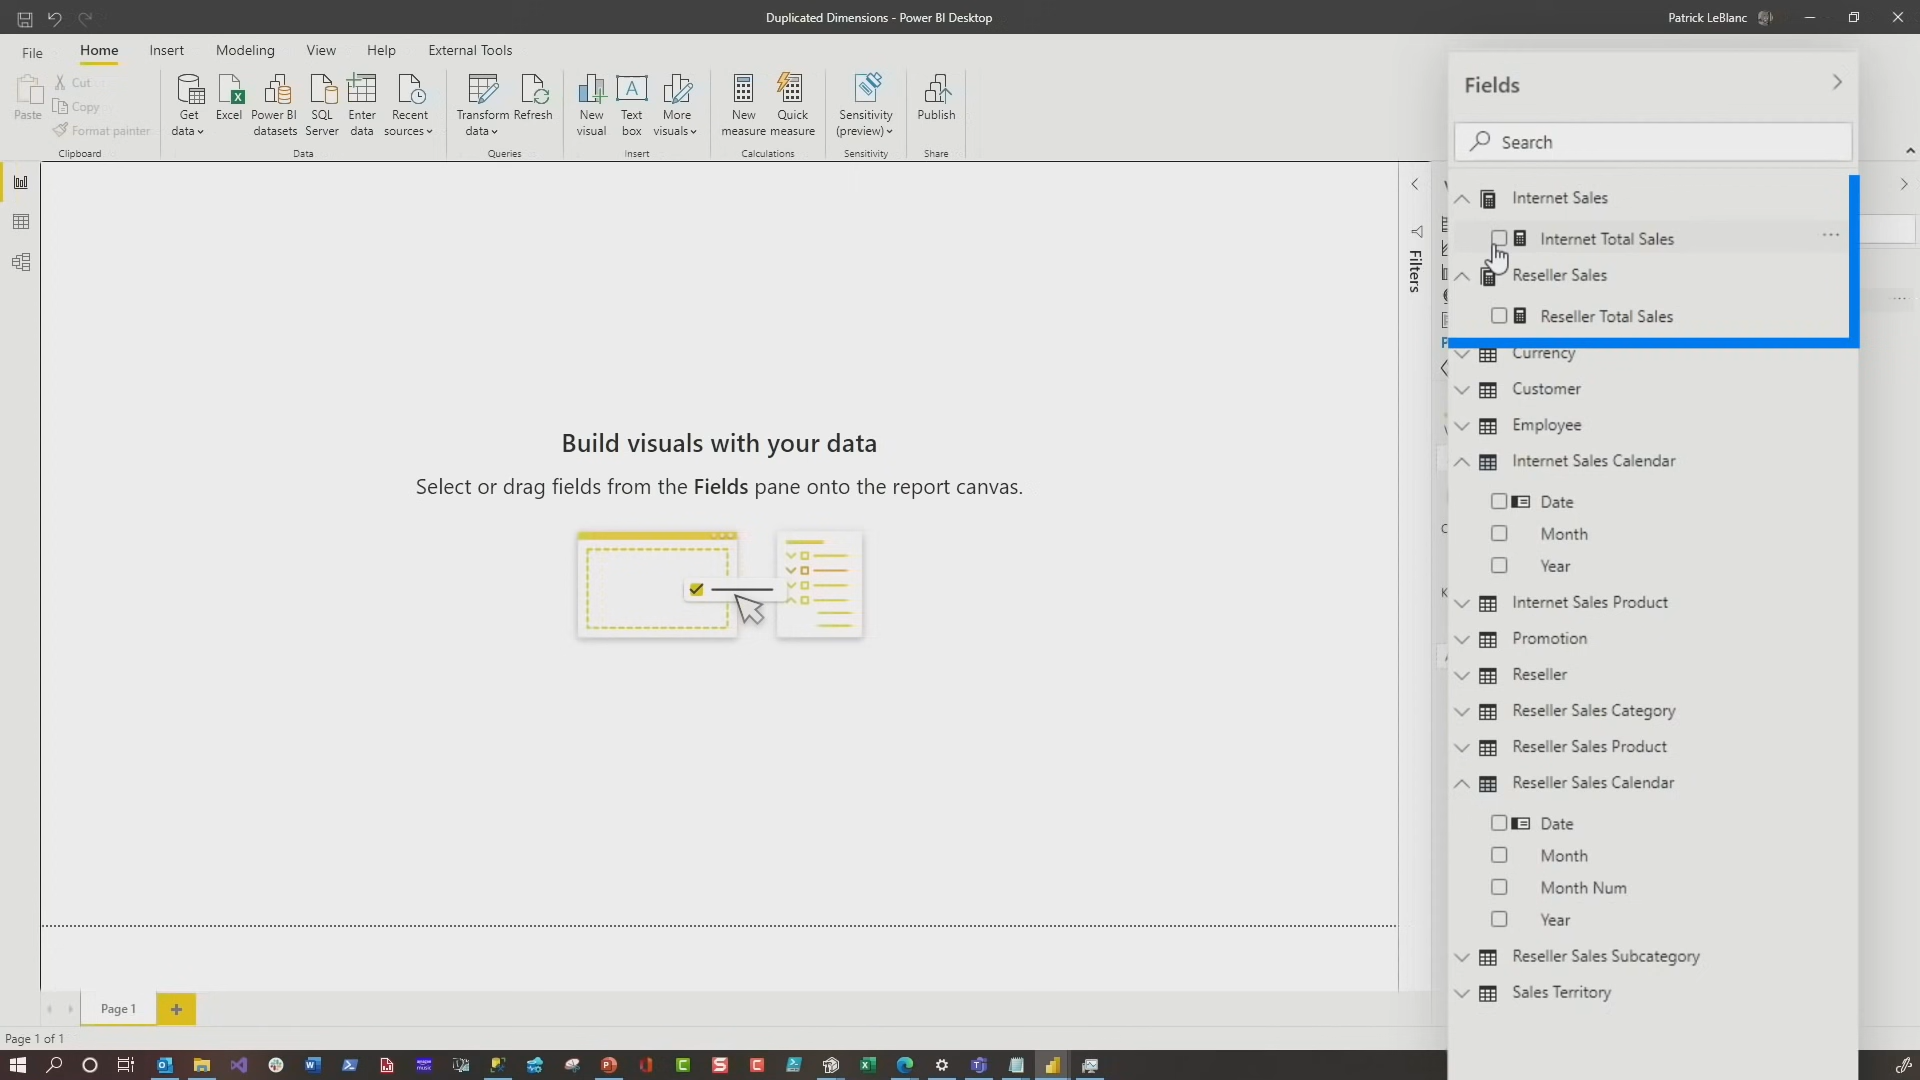 Duplicated Dimensions - Power BI Desktop
Patrick LeBlanc
File Home Insert Modeling View Help External Tools
Paste
Cut
Copy
Format painter
Clipboard
Get data
Excel
Power BI datasets
SQL Server
Enter data
Recent sources
Data
Transform data
Refresh
Queries
New visual
Text box
More visuals
Insert
New measure
Quick measure
Calculations
Sensitivity (preview)
Sensitivity
Publish
Share
Filters
Build visuals with your data
Select or drag fields from the Fields pane onto the report canvas.
Fields
Search
Internet Sales
Internet Total Sales
Reseller Sales
Reseller Total Sales
Currency
Customer
Employee
Internet Sales Calendar
Date
Month
Year
Internet Sales Product
Promotion
Reseller
Reseller Sales Category
Reseller Sales Product
Reseller Sales Calendar
Date
Month
Month Num
Year
Reseller Sales Subcategory
Sales Territory
Page 1
Page 1 of 1